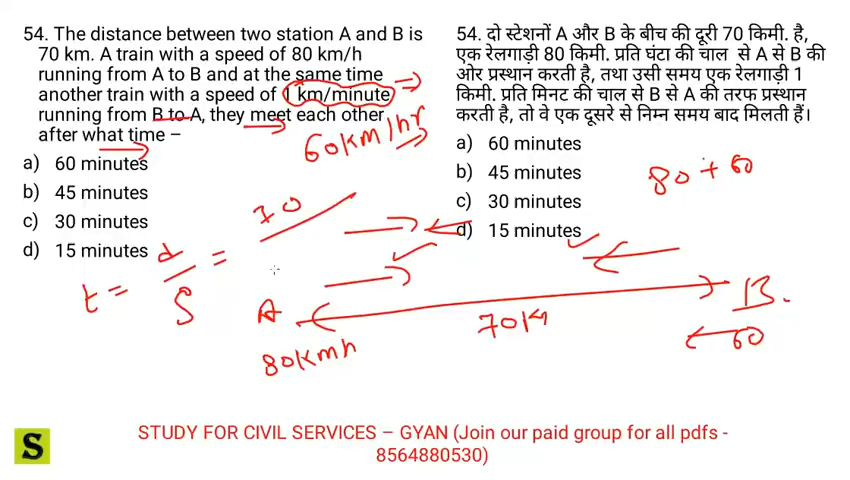 54. The distance between two station A and B is
70 km. A train with a speed of 80 km/h
running from A to B and at the same time
another train with a speed of 1 km/minute
running from B to A, they meet each other
after what time –
60KM/hr
a) 60 minutes
b) 45 minutes
c) 30 minutes
d) 15 minutes
54. दो स्टेशनों A और B के बीच की दूरी 70 किमी. है,
एक रेलगाड़ी 80 किमी. प्रति घंटा की चाल से A से B की
ओर प्रस्थान करती है, तथा उसी समय एक रेलगाड़ी 1
किमी. प्रति मिनट की चाल से B से A की तरफ प्रस्थान
करती है, तो वे एक दूसरे से निम्न समय बाद मिलती हैं।
a) 60 minutes
b) 45 minutes
c) 30 minutes
d) 15 minutes
80 + 60
t = d/S = 70
A
B.
70KM
80Kmh
60
S
STUDY FOR CIVIL SERVICES – GYAN (Join our paid group for all pdfs -
8564880530)